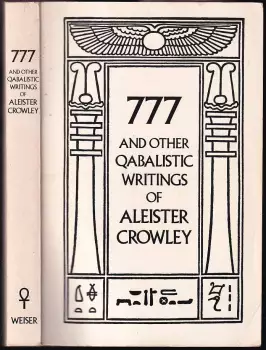 777
AND OTHER
QABALISTIC
WRITINGS
OF
ALEISTER
CROWLEY
WEISER
777
AND OTHER
QABALISTIC
WRITINGS
OF
ALEISTER
CROWLEY